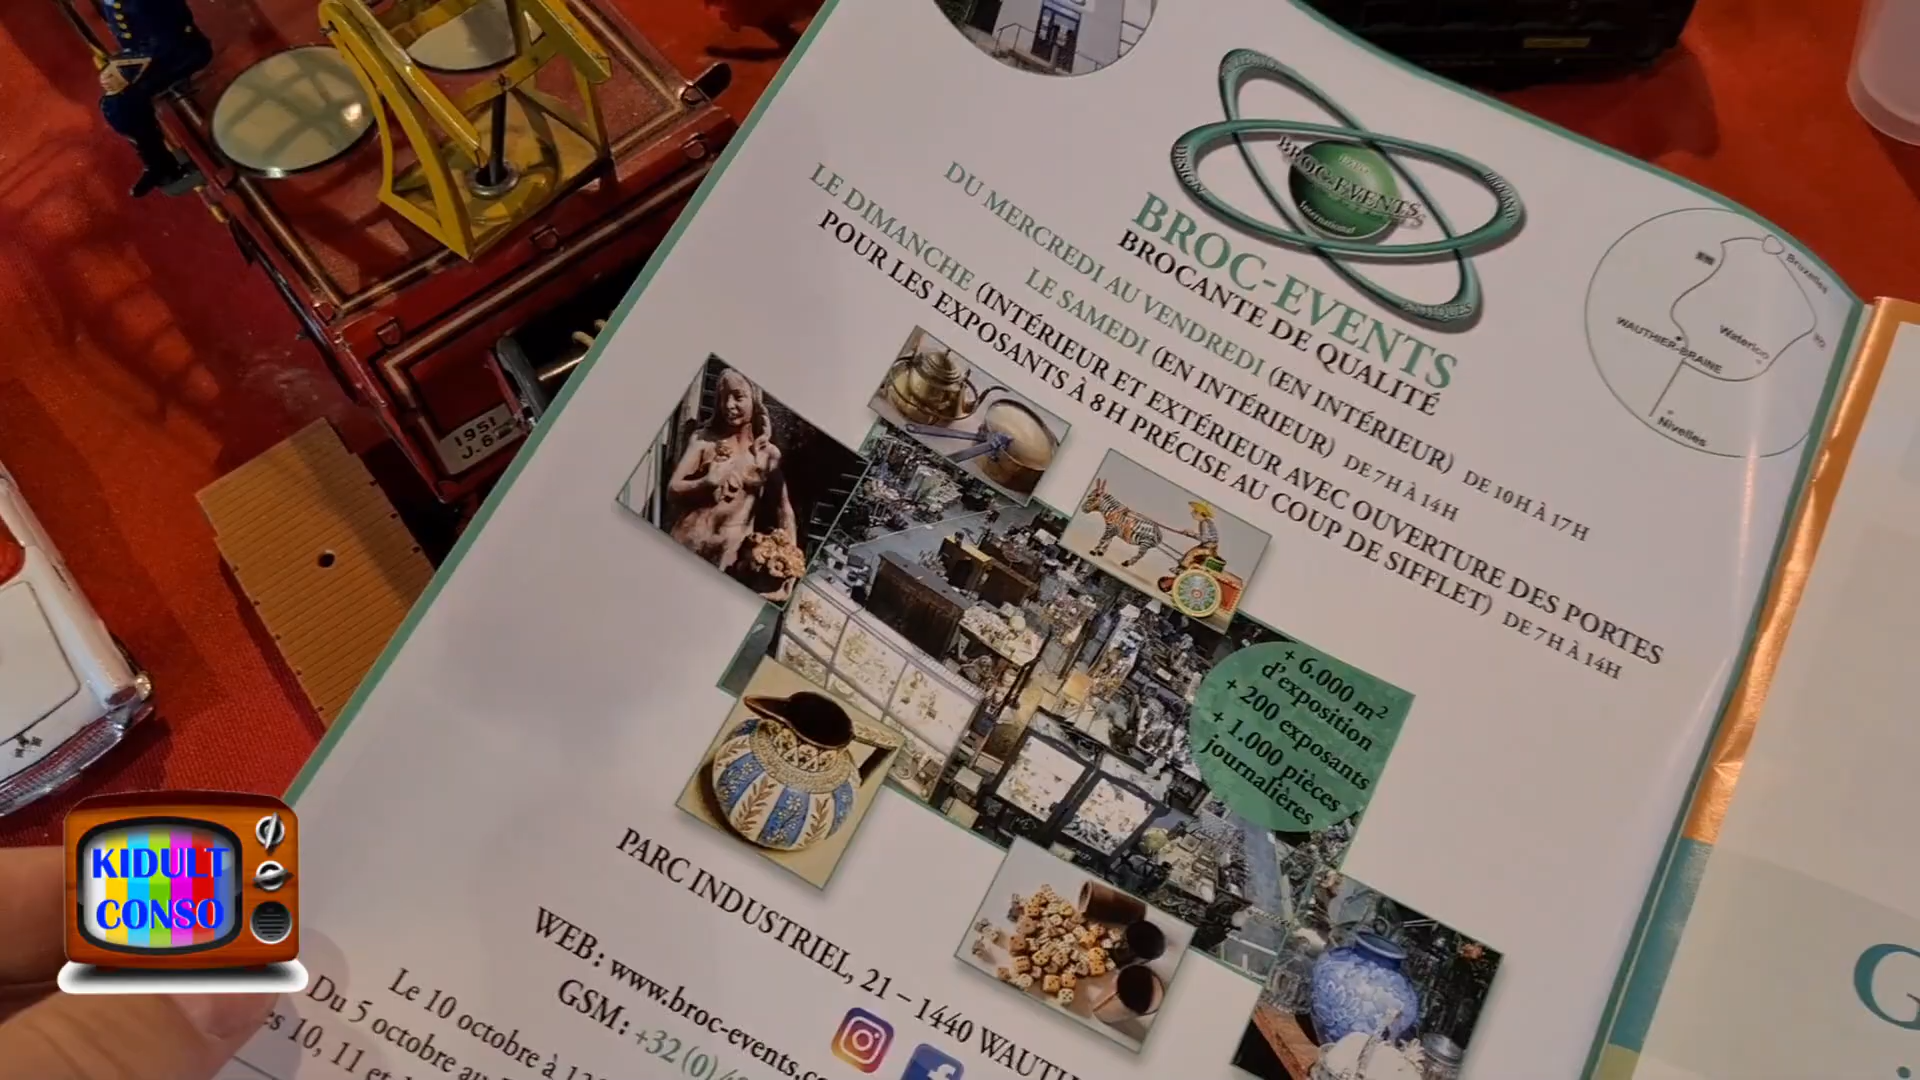 BROC-EVENTS
International
DESIGN
ANTIQUES
BROC-EVENTS
BROCANTE DE QUALITÉ
DU MERCREDI AU VENDREDI (EN INTÉRIEUR) DE 10H À 17H
LE SAMEDI (EN INTÉRIEUR) DE 7H À 14H
LE DIMANCHE (INTÉRIEUR ET EXTÉRIEUR AVEC OUVERTURE DES PORTES
POUR LES EXPOSANTS À 8H PRÉCISE AU COUP DE SIFFLET) DE 7H À 14H
Bruxelles
Waterloo
WAUTHIER-BRAINE
Nivelles
+ 6.000 m²
d'exposition
+ 200 exposants
+ 1.000 pièces
journalières
PARC INDUSTRIEL, 21 – 1440
WEB: www.broc-events
GSM: +32(0)
Le 10 octobre à
Du 5 octobre au
10, 11 et
1951
KIDULT
CONSO
G